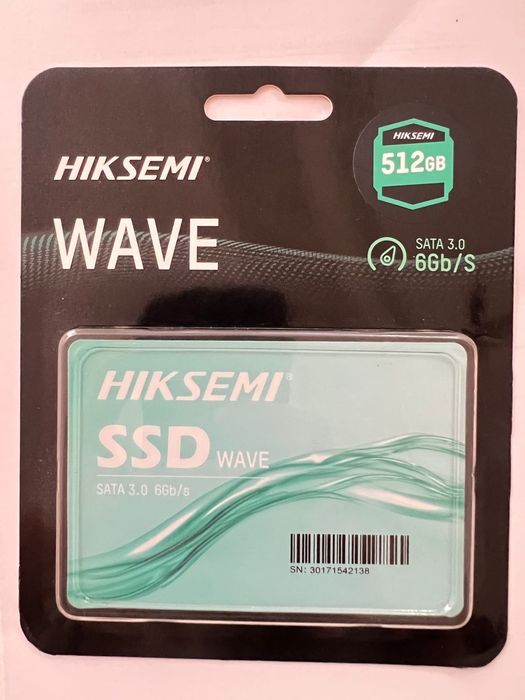 HIKSEMI®
WAVE
HIKSEMI
512GB
SATA 3.0
6Gb/S
HIKSEMI®
SSD WAVE
SATA 3.0 6Gb/s
SN: 30171542138